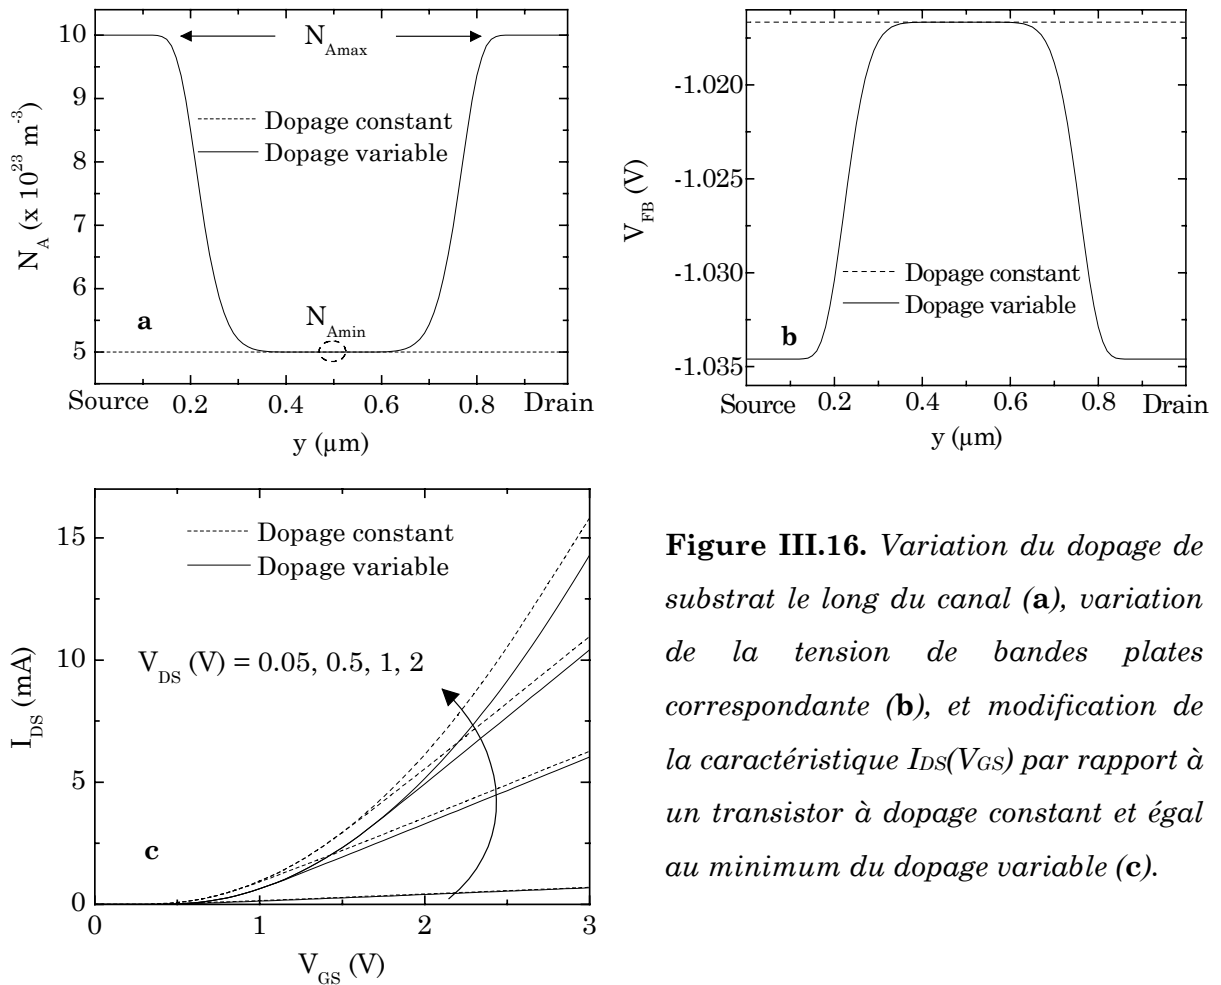 10
9
8
7
6
5
N_A (x 10^23 m^-3)
N_Amax
Dopage constant
Dopage variable
a
N_Amin
Source 0.2 0.4 0.6 0.8 Drain
y (µm)
-1.020
-1.025
-1.030
-1.035
V_FB (V)
Dopage constant
Dopage variable
b
Source 0.2 0.4 0.6 0.8 Drain
y (µm)
15
10
5
0
I_DS (mA)
Dopage constant
Dopage variable
V_DS (V) = 0.05, 0.5, 1, 2
c
0 1 2 3
V_GS (V)
Figure III.16. Variation du dopage de
substrat le long du canal (a), variation
de la tension de bandes plates
correspondante (b), et modification de
la caractéristique IDS(VGS) par rapport à
un transistor à dopage constant et égal
au minimum du dopage variable (c).